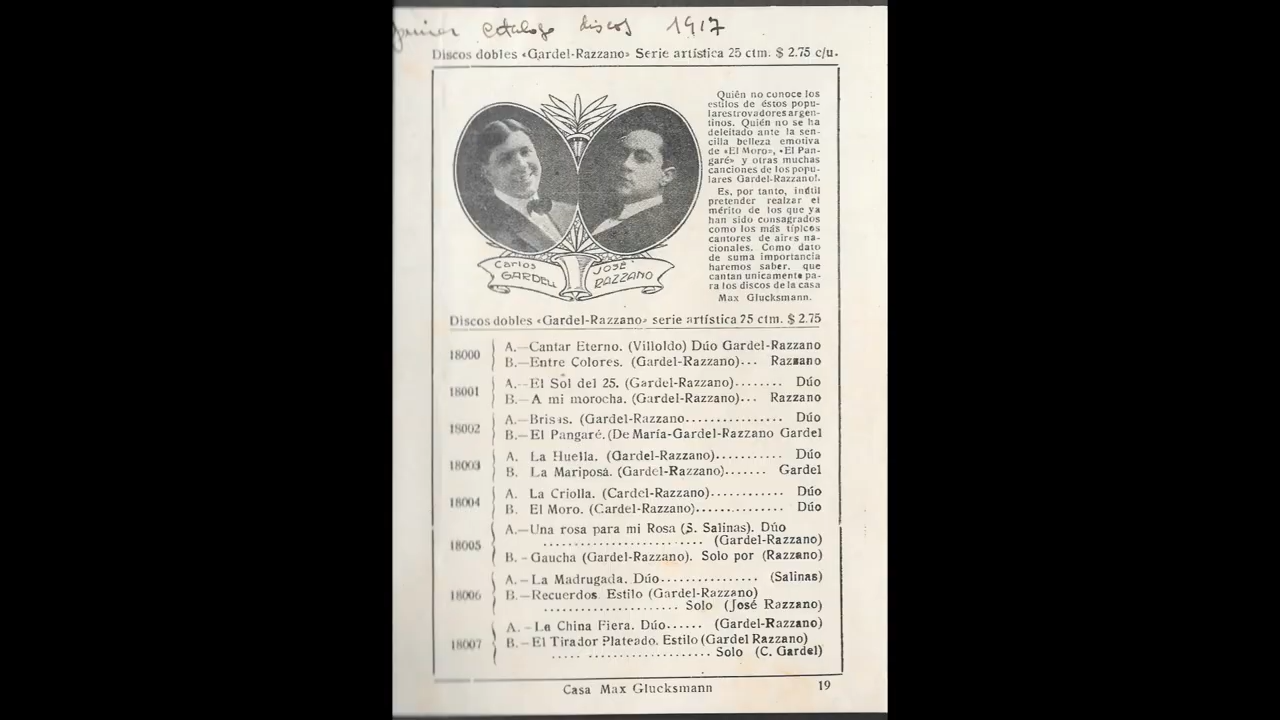 primer catalogo discos 1917
Discos dobles «Gardel-Razzano» Serie artística 25 ctm. $ 2.75 c/u.
Quién no conoce los
estilos de éstos popu-
lares trovadores argen-
tinos. Quién no se ha
deleitado ante la sen-
cilla belleza emotiva
de «El Moro», «El Pan-
garé» y otras muchas
canciones de los popu-
lares Gardel-Razzano!.
Es, por tanto, inútil
pretender realzar el
mérito de los que ya
han sido consagrados
como los más típicos
cantores de aires na-
cionales. Como dato
de suma importancia
haremos saber, que
cantan unicamente pa-
ra los discos de la casa
Max Glucksmann.
Carlos GARDEL
JOSÉ RAZZANO
Discos dobles «Gardel-Razzano» serie artística 25 ctm. $ 2.75
18000
A.—Cantar Eterno. (Villoldo) Dúo Gardel-Razzano
B.—Entre Colores. (Gardel-Razzano)... Razzano
18001
A.—El Sol del 25. (Gardel-Razzano)........ Dúo
B.—A mi morocha. (Gardel-Razzano)... Razzano
18002
A.—Brisas. (Gardel-Razzano................ Dúo
B.—El Pangaré. (De María-Gardel-Razzano Gardel
18003
A. La Huella. (Gardel-Razzano)........... Dúo
B. La Mariposa. (Gardel-Razzano)....... Gardel
18004
A. La Criolla. (Cardel-Razzano)............ Dúo
B. El Moro. (Cardel-Razzano).............. Dúo
18005
A.—Una rosa para mi Rosa (S. Salinas). Dúo
........................ (Gardel-Razzano)
B. - Gaucha (Gardel-Razzano). Solo por (Razzano)
18006
A.—La Madrugada. Dúo................ (Salinas)
B.—Recuerdos. Estilo (Gardel-Razzano)
...................... Solo (José Razzano)
18007
A. - La China Fiera. Dúo...... (Gardel-Razzano)
B.—El Tirador Plateado. Estilo (Gardel Razzano)
.......................... Solo (C. Gardel)
Casa Max Glucksmann
19